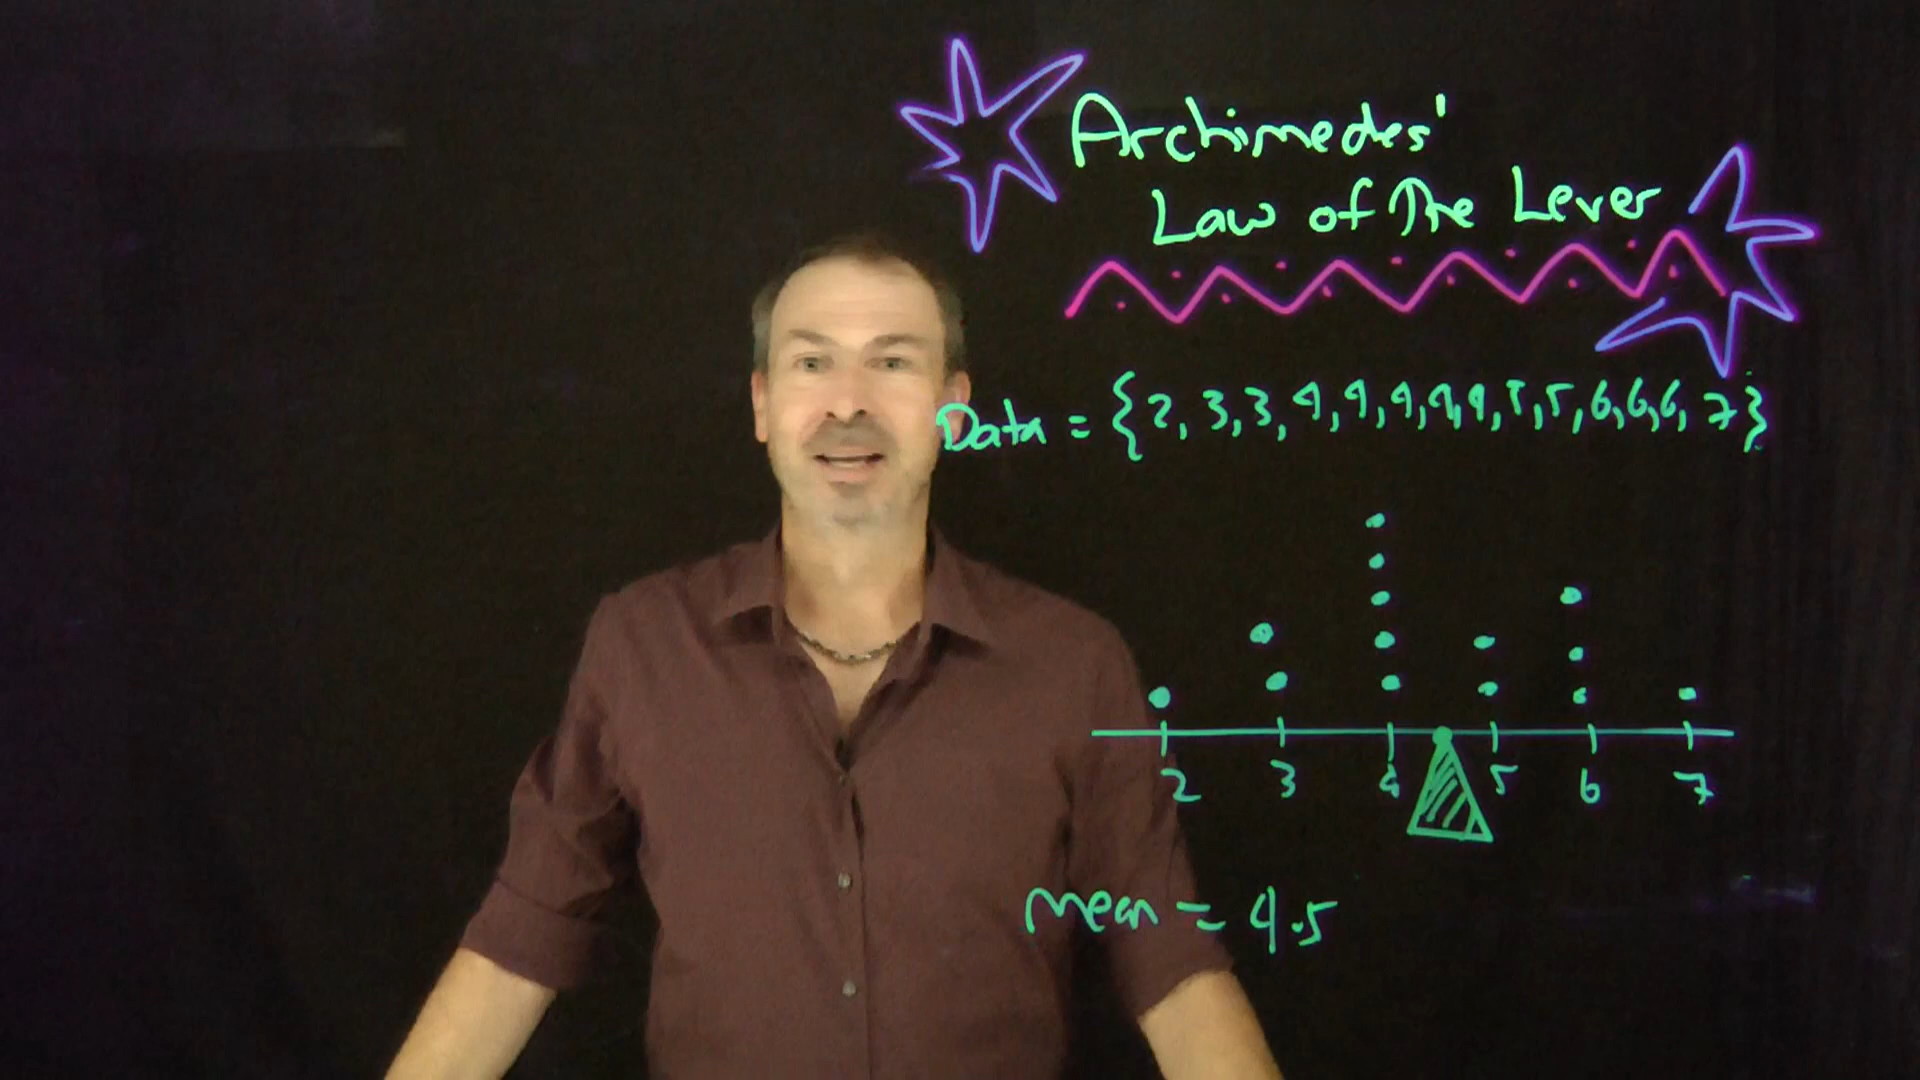 Archimedes'
Law of The Lever
Data = {2, 3, 3, 4, 4, 4, 4, 4, 5, 5, 6, 6, 6, 7}
2 3 4 5 6 7
mean = 4.5